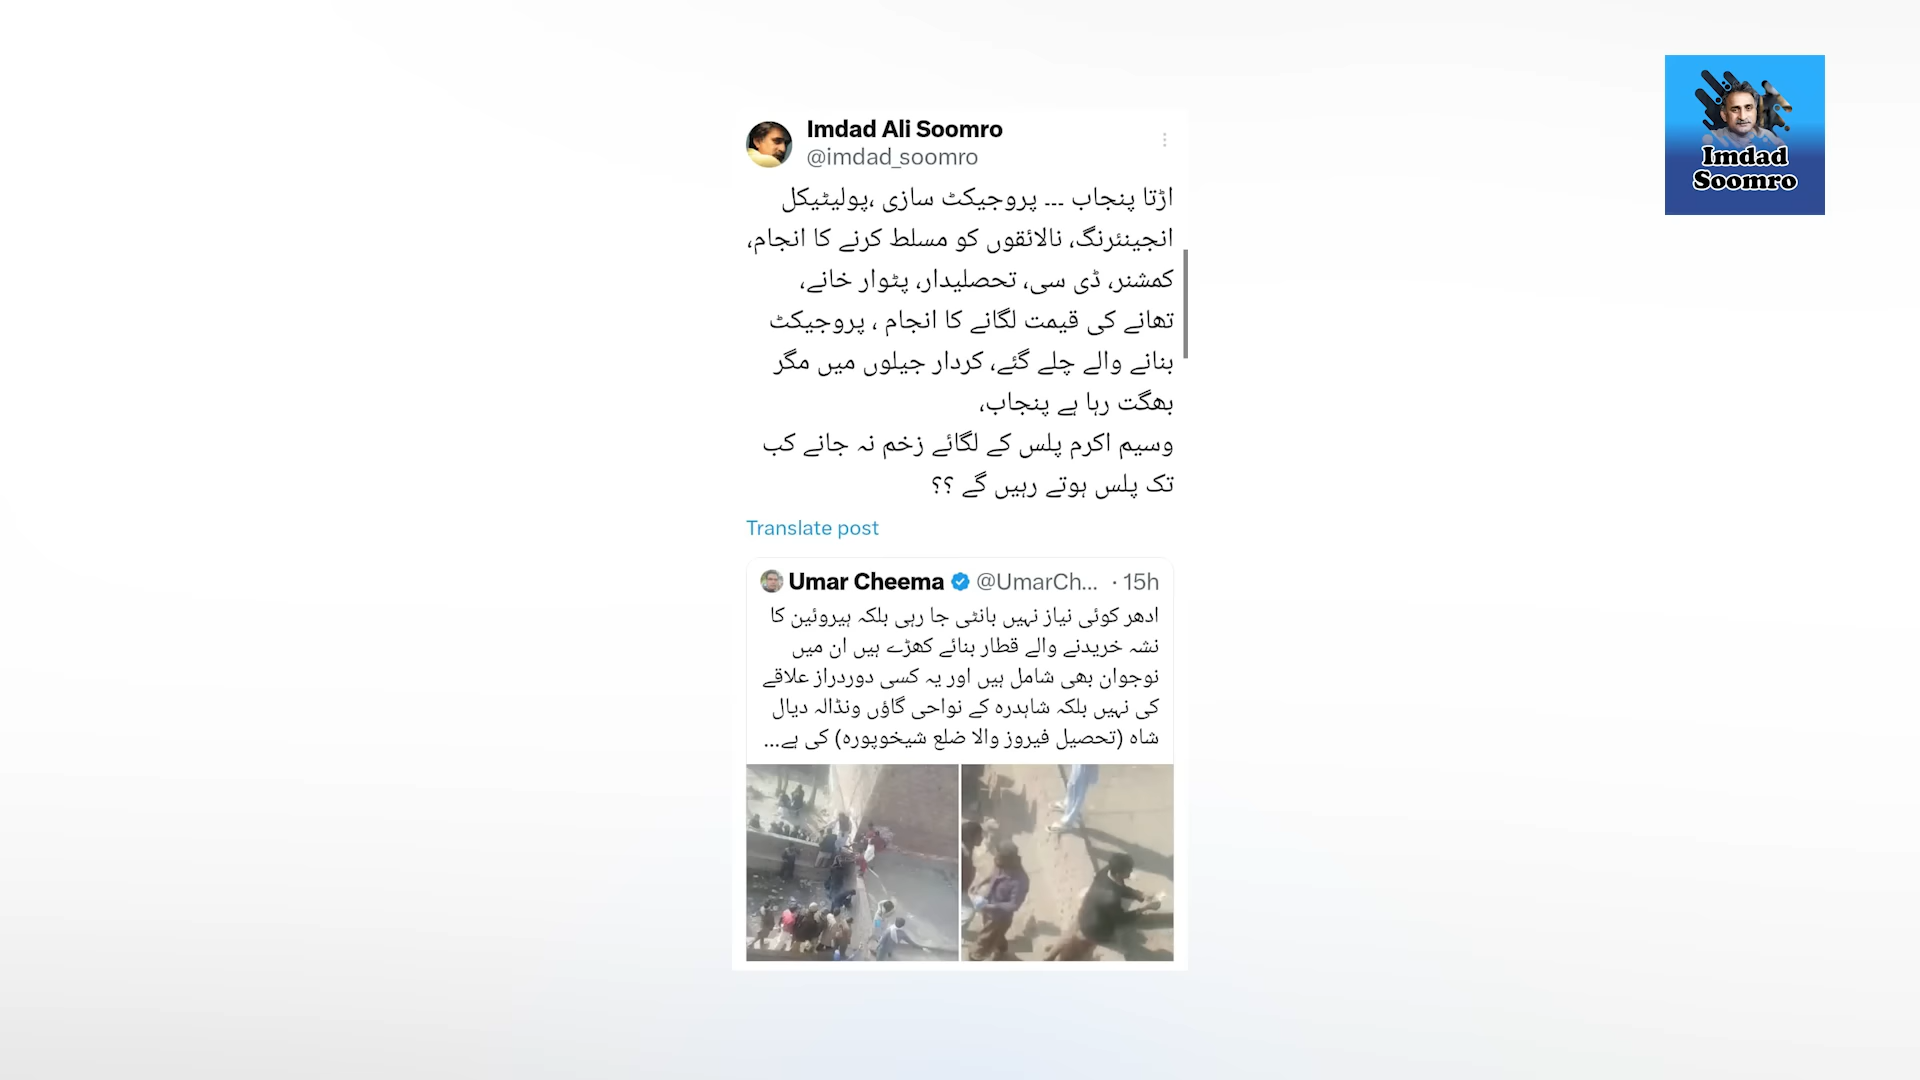 Imdad Ali Soomro
@imdad_soomro
اڑتا پنجاب ۔۔۔ پروجیکٹ سازی ،پولیٹیکل
انجینئرنگ، نالائقوں کو مسلط کرنے کا انجام،
کمشنر، ڈی سی، تحصلیدار، پٹوار خانے،
تھانے کی قیمت لگانے کا انجام ، پروجیکٹ
بنانے والے چلے گئے، کردار جیلوں میں مگر
بھگت رہا ہے پنجاب،
وسیم اکرم پلس کے لگائے زخم نہ جانے کب
تک پلس ہوتے رہیں گے ؟؟
Translate post
Umar Cheema @UmarCh... · 15h
ادھر کوئی نیاز نہیں بانٹی جا رہی بلکہ ہیروئین کا
نشہ خریدنے والے قطار بنائے کھڑے ہیں ان میں
نوجوان بھی شامل ہیں اور یہ کسی دوردراز علاقے
کی نہیں بلکہ شاہدرہ کے نواحی گاؤں ونڈالہ دیال
شاہ (تحصیل فیروز والا ضلع شیخوپورہ) کی ہے...
Imdad
Soomro